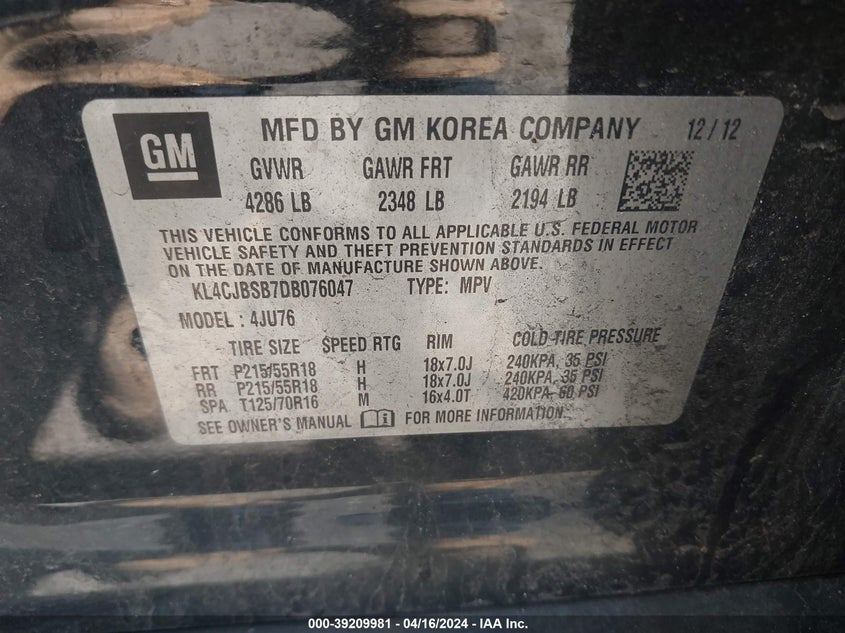 GM
MFD BY GM KOREA COMPANY 12/12
GVWR GAWR FRT GAWR RR
4286 LB 2348 LB 2194 LB
THIS VEHICLE CONFORMS TO ALL APPLICABLE U.S. FEDERAL MOTOR
VEHICLE SAFETY AND THEFT PREVENTION STANDARDS IN EFFECT
ON THE DATE OF MANUFACTURE SHOWN ABOVE.
KL4CJBSB7DB076047 TYPE: MPV
MODEL : 4JU76
TIRE SIZE SPEED RTG RIM COLD TIRE PRESSURE
FRT P215/55R18 H 18x7.0J 240KPA, 35 PSI
RR P215/55R18 H 18x7.0J 240KPA, 35 PSI
SPA T125/70R16 M 16x4.0T 420KPA, 60 PSI
SEE OWNER'S MANUAL FOR MORE INFORMATION.
000-39209981 - 04/16/2024 - IAA Inc.